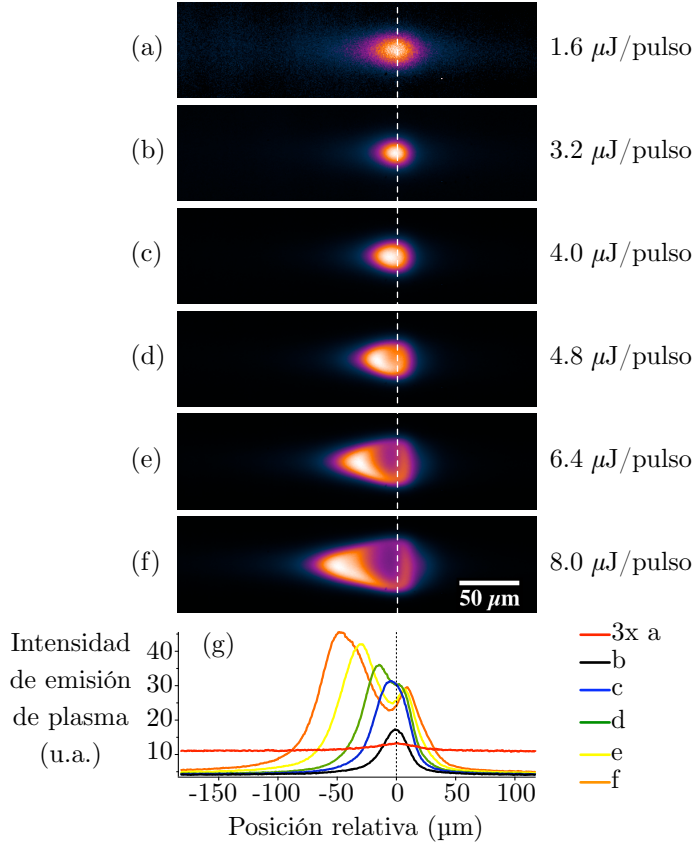 (a) 1.6 μJ/pulso
(b) 3.2 μJ/pulso
(c) 4.0 μJ/pulso
(d) 4.8 μJ/pulso
(e) 6.4 μJ/pulso
(f) 8.0 μJ/pulso
50 μm
(g)
Intensidad
de emisión
de plasma
(u.a.)
40
30
20
10
-150 -100 -50 0 50 100
Posición relativa (µm)
3x a
b
c
d
e
f